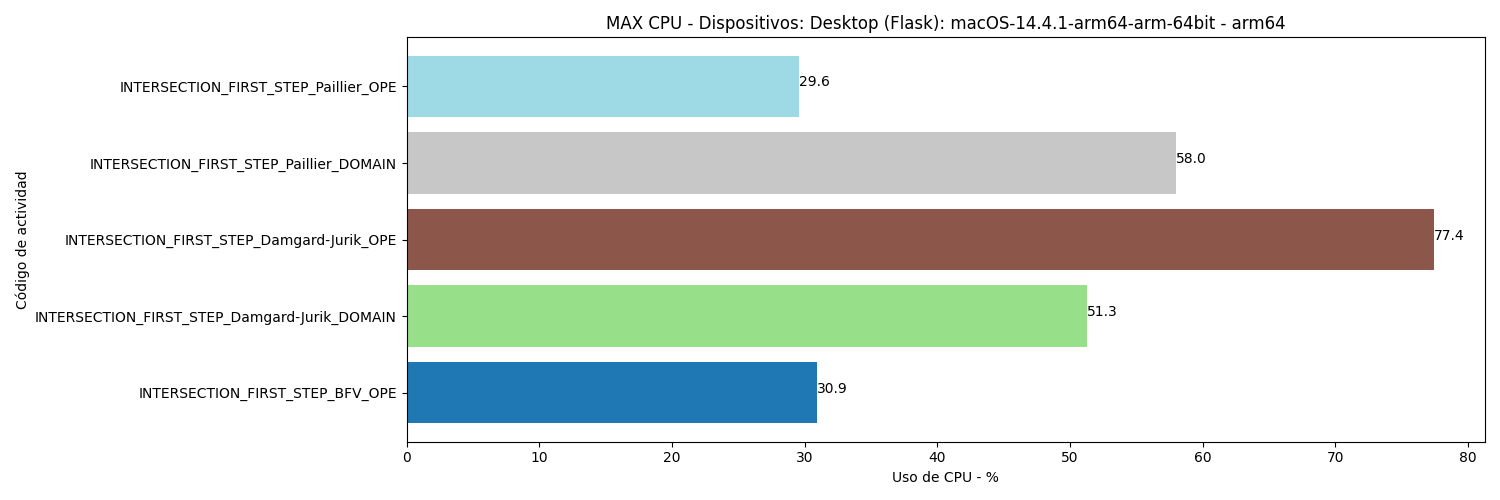 MAX CPU - Dispositivos: Desktop (Flask): macOS-14.4.1-arm64-arm-64bit - arm64
Código de actividad
INTERSECTION_FIRST_STEP_Paillier_OPE 29.6
INTERSECTION_FIRST_STEP_Paillier_DOMAIN 58.0
INTERSECTION_FIRST_STEP_Damgard-Jurik_OPE 77.4
INTERSECTION_FIRST_STEP_Damgard-Jurik_DOMAIN 51.3
INTERSECTION_FIRST_STEP_BFV_OPE 30.9
0 10 20 30 40 50 60 70 80
Uso de CPU - %